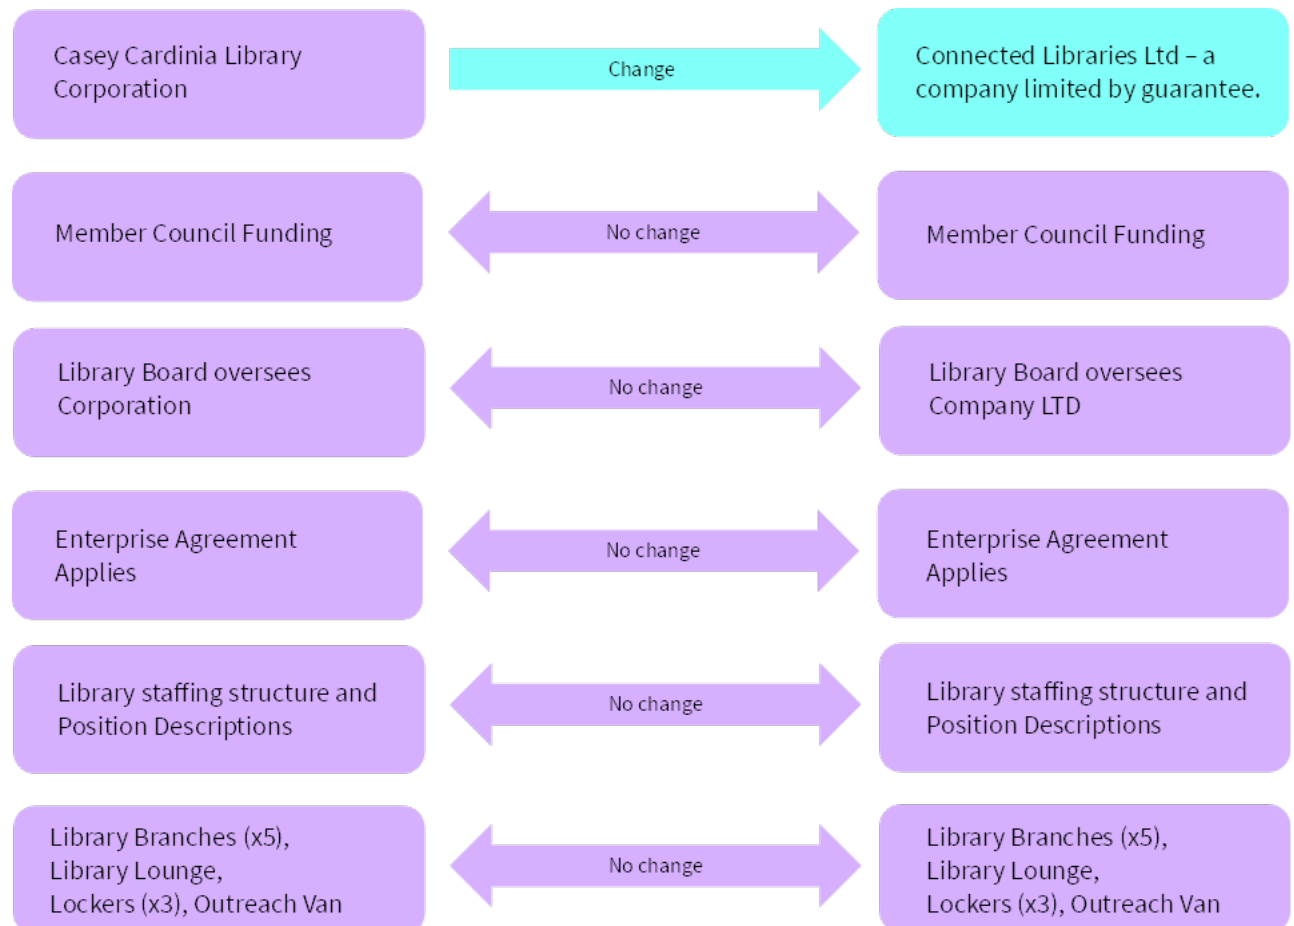 Casey Cardinia Library
Corporation
Change
Connected Libraries Ltd – a
company limited by guarantee.
Member Council Funding
No change
Member Council Funding
Library Board oversees
Corporation
No change
Library Board oversees
Company LTD
Enterprise Agreement
Applies
No change
Enterprise Agreement
Applies
Library staffing structure and
Position Descriptions
No change
Library staffing structure and
Position Descriptions
Library Branches (x5),
Library Lounge,
Lockers (x3), Outreach Van
No change
Library Branches (x5),
Library Lounge,
Lockers (x3), Outreach Van